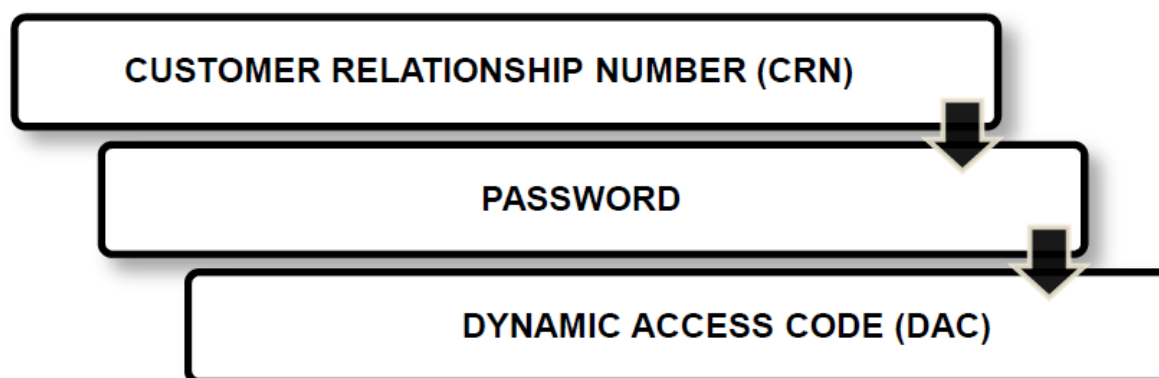 CUSTOMER RELATIONSHIP NUMBER (CRN)
PASSWORD
DYNAMIC ACCESS CODE (DAC)